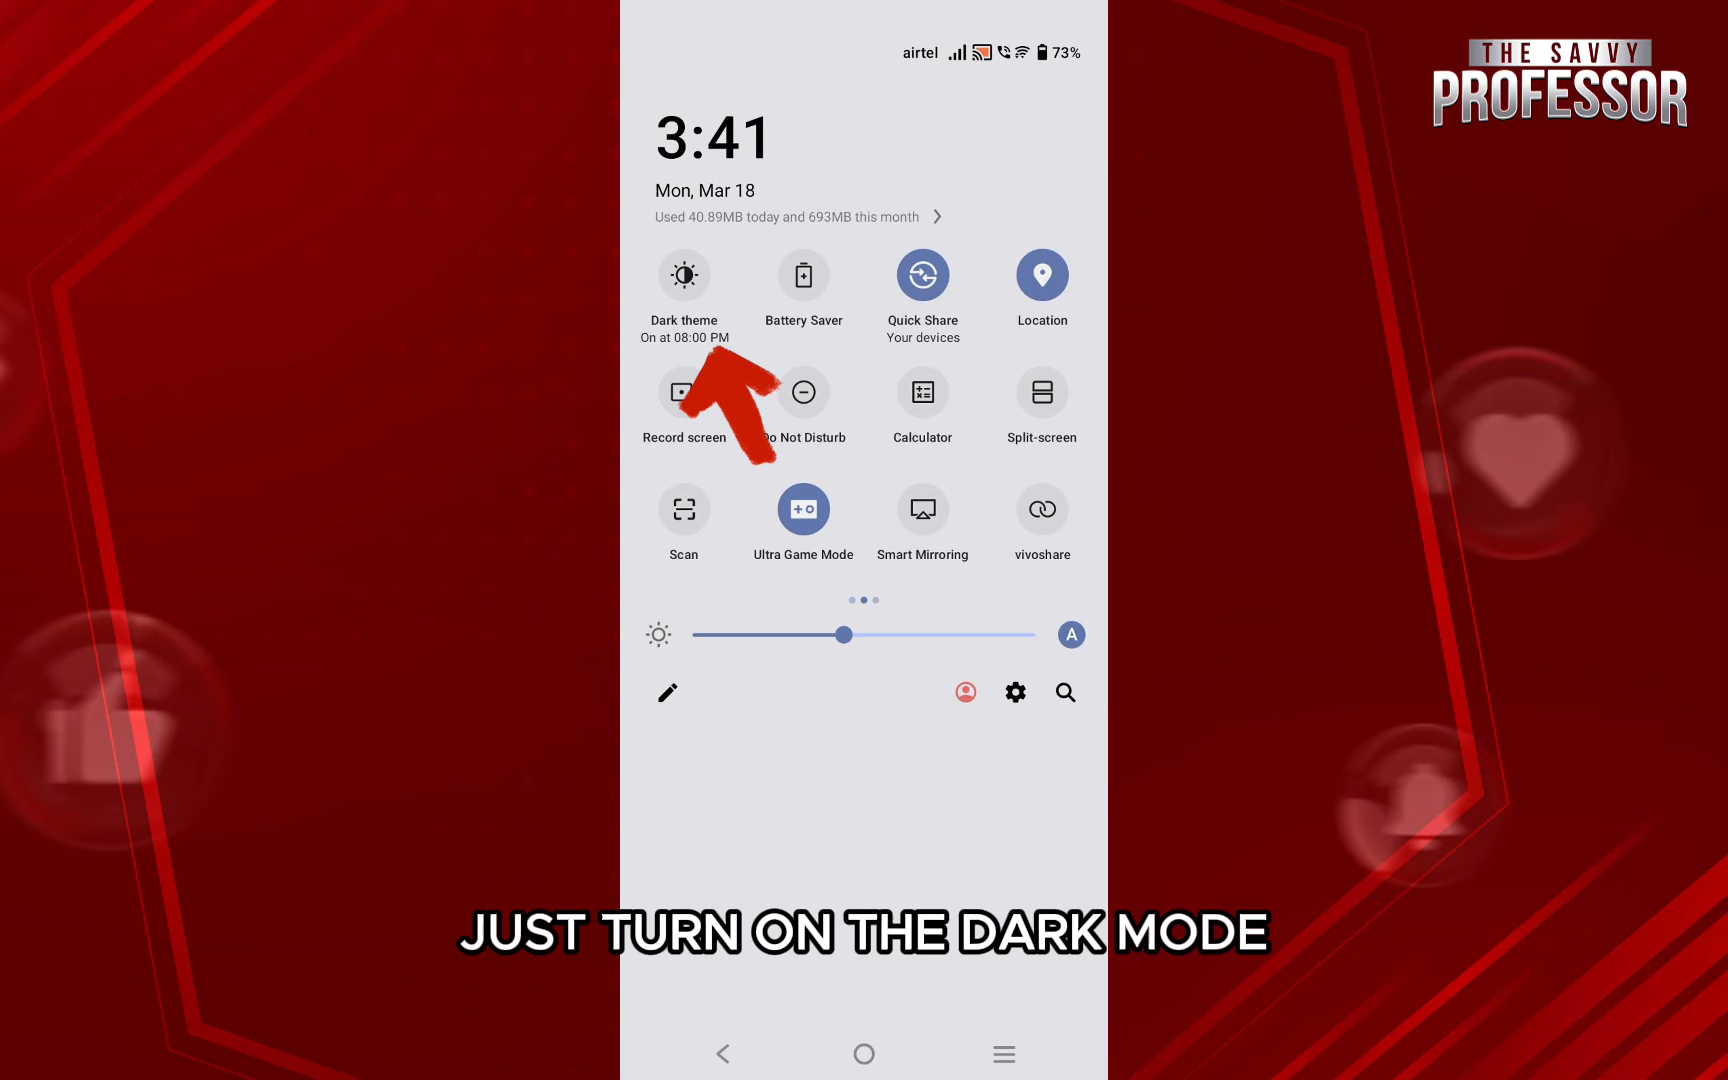 airtel 73%
THE SAVVY
PROFESSOR
3:41
Mon, Mar 18
Used 40.89MB today and 693MB this month
Dark theme
On at 08:00 PM
Battery Saver
Quick Share
Your devices
Location
Record screen
Do Not Disturb
Calculator
Split-screen
Scan
Ultra Game Mode
Smart Mirroring
vivoshare
A
JUST TURN ON THE DARK MODE